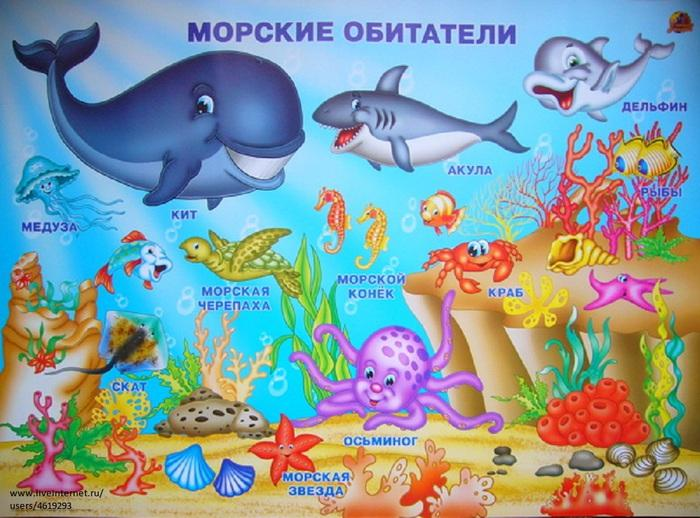 МОРСКИЕ ОБИТАТЕЛИ
ДЕЛЬФИН
АКУЛА
РЫБЫ
КИТ
МЕДУЗА
МОРСКАЯ
ЧЕРЕПАХА
МОРСКОЙ
КОНЁК
КРАБ
СКАТ
ОСЬМИНОГ
МОРСКАЯ
ЗВЕЗДА
www.liveinternet.ru/
users/4619293